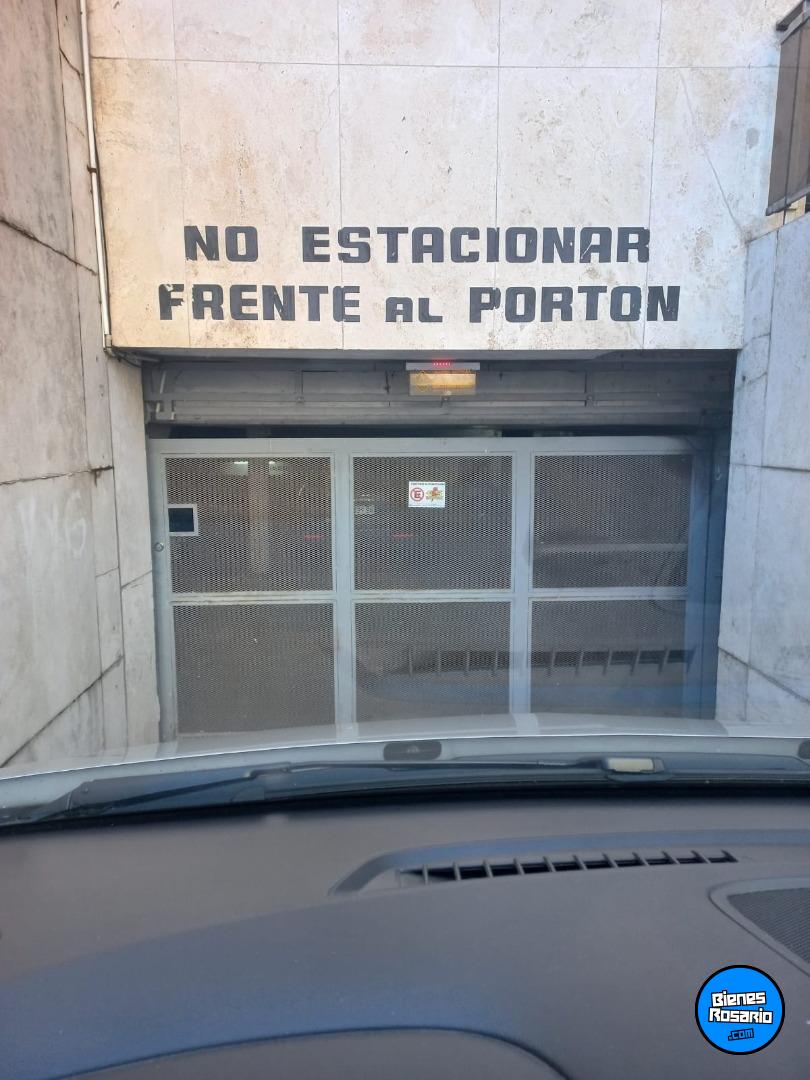 NO ESTACIONAR
FRENTE AL PORTON
E
Bienes
Rosario
.COM